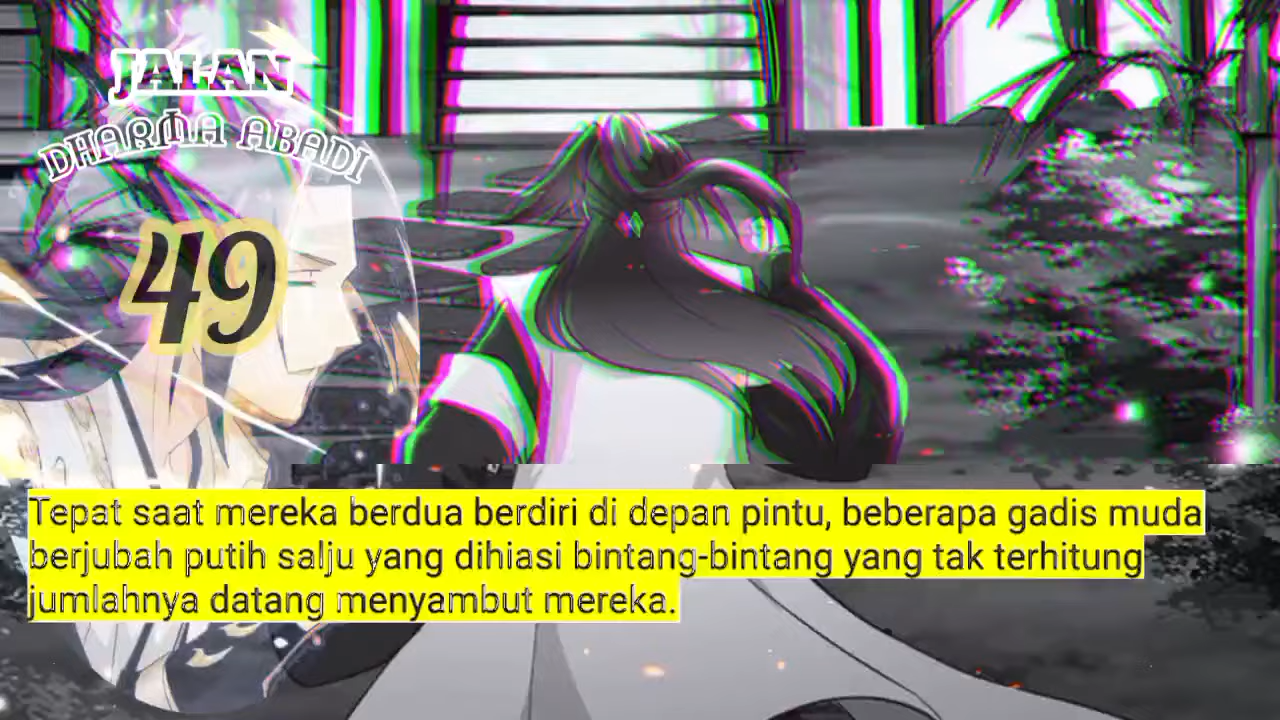 JALAN
DHARMA ABADI
49
Tepat saat mereka berdua berdiri di depan pintu, beberapa gadis muda
berjubah putih salju yang dihiasi bintang-bintang yang tak terhitung
jumlahnya datang menyambut mereka.